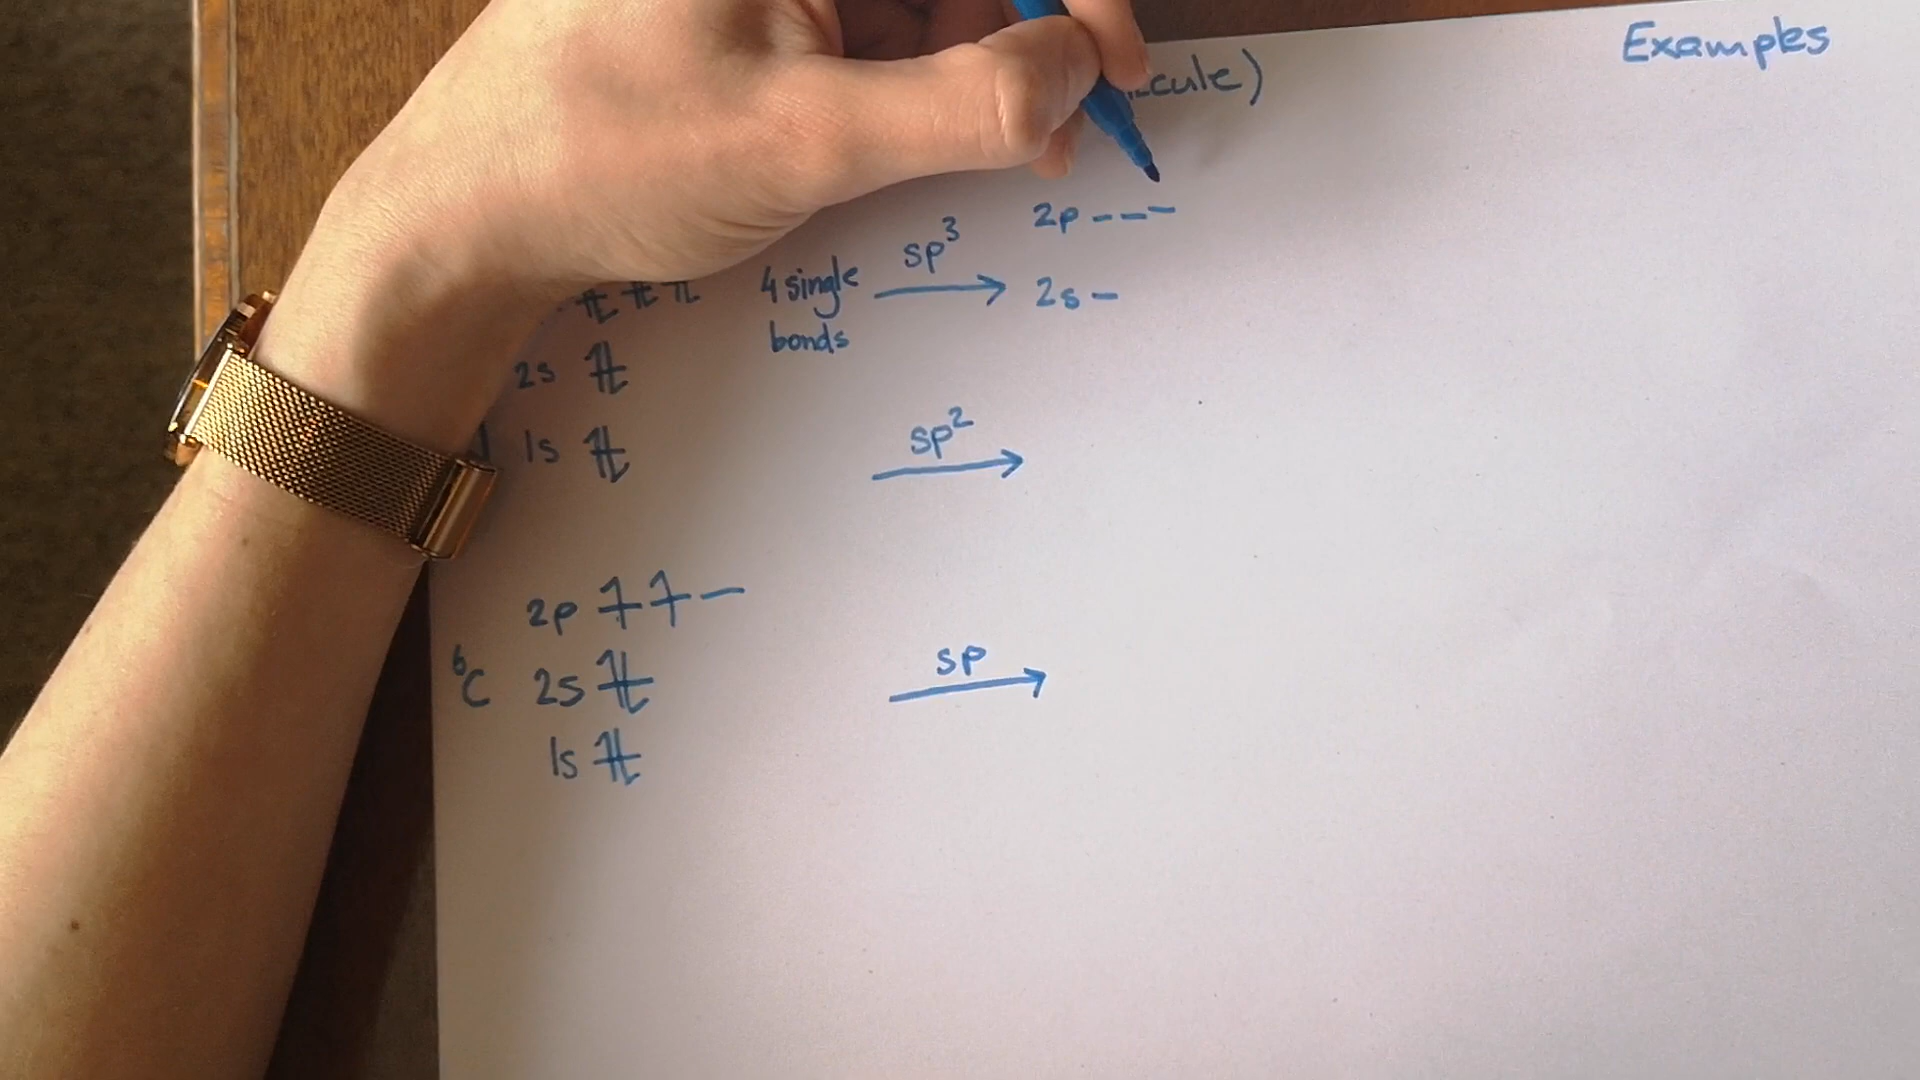 Examples
cule)
sp³
2p ---
4 single
bonds
2s -
2s
1s
sp²
2p
⁶C 2s
1s
sp